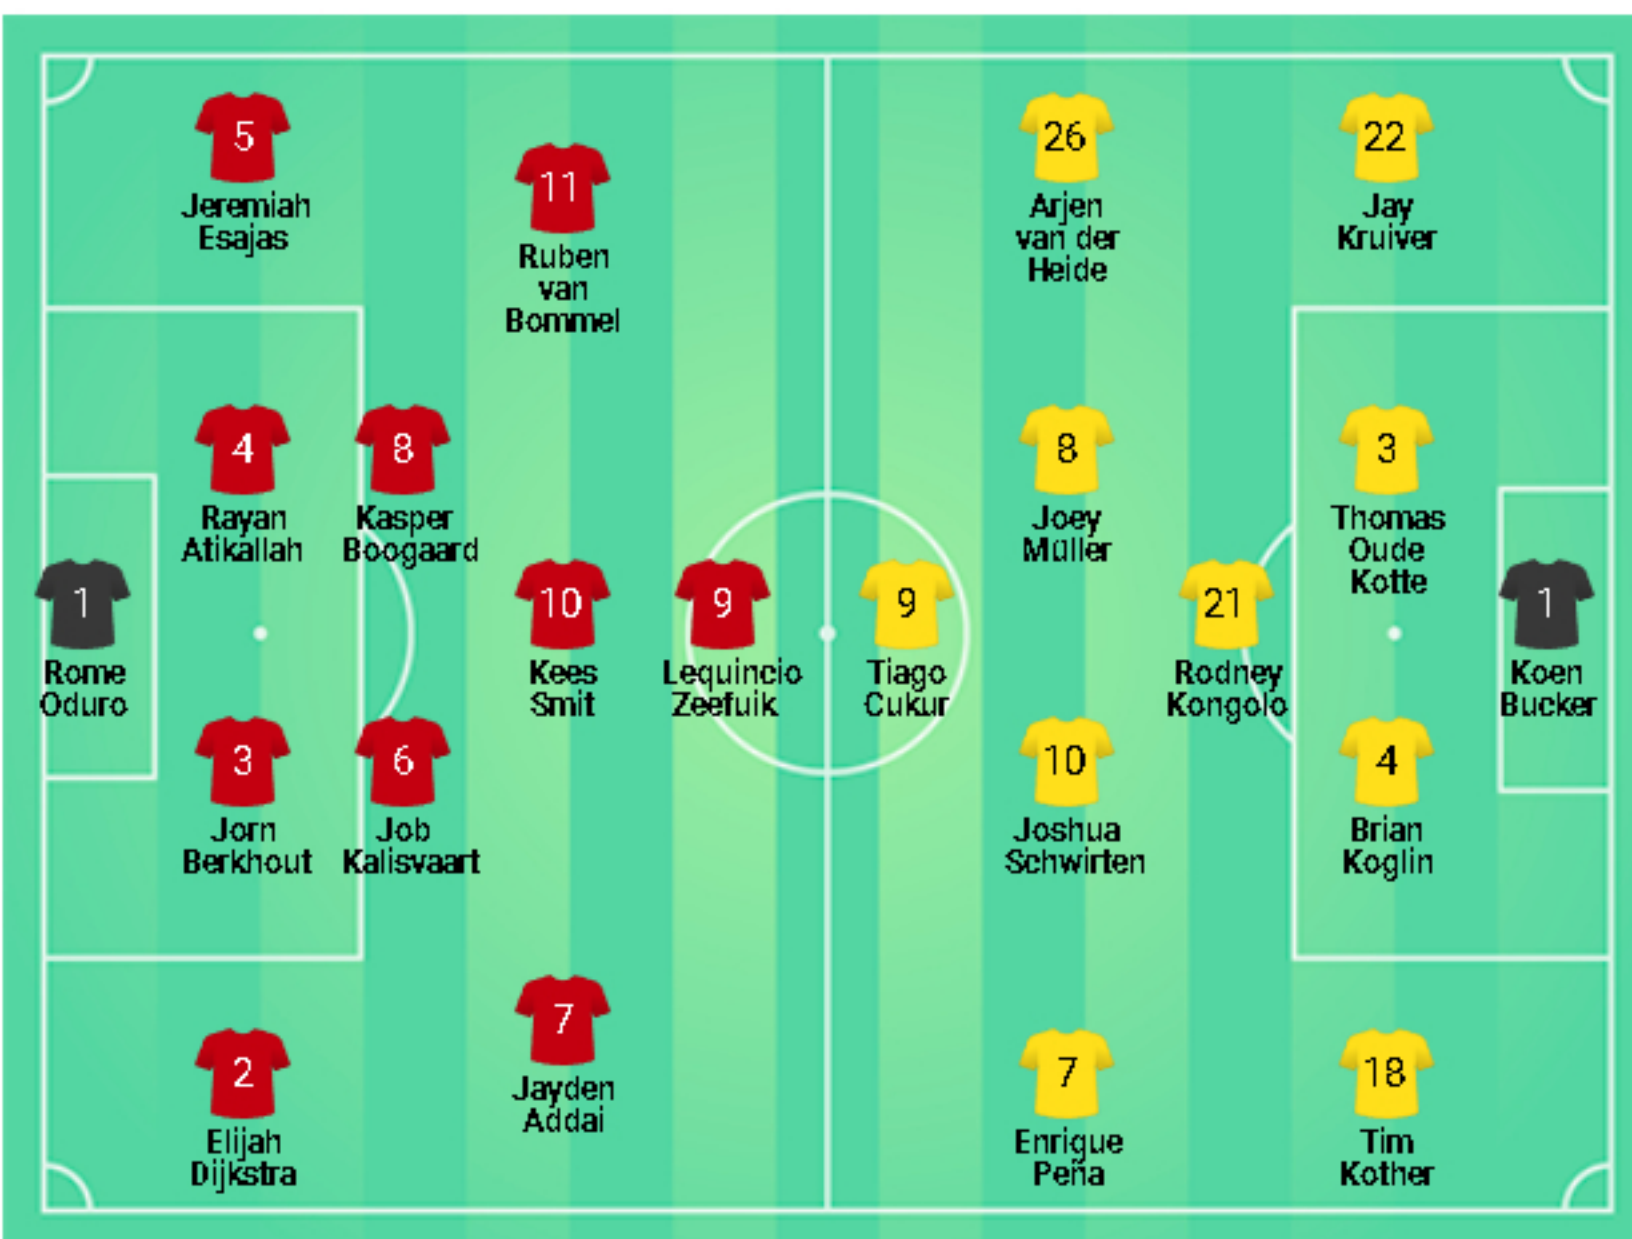 5
Jeremiah
Esajas
11
Ruben
van
Bommel
26
Arjen
van der
Heide
22
Jay
Kruiver
4
Rayan
Atikallah
8
Kasper
Boogaard
8
Joey
Müller
3
Thomas
Oude
Kotte
1
Rome
Oduro
10
Kees
Smit
9
Lequincio
Zeefuik
9
Tiago
Cukur
21
Rodney
Kongolo
1
Koen
Bucker
3
Jorn
Berkhout
6
Job
Kalisvaart
10
Joshua
Schwirten
4
Brian
Koglin
2
Elijah
Dijkstra
7
Jayden
Addai
7
Enrique
Peña
18
Tim
Kother